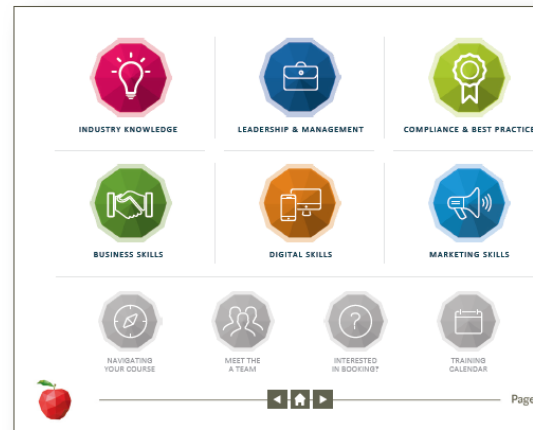 INDUSTRY KNOWLEDGE
LEADERSHIP & MANAGEMENT
COMPLIANCE & BEST PRACTICE
BUSINESS SKILLS
DIGITAL SKILLS
MARKETING SKILLS
NAVIGATING
YOUR COURSE
MEET THE
A TEAM
INTERESTED
IN BOOKING?
TRAINING
CALENDAR
Page